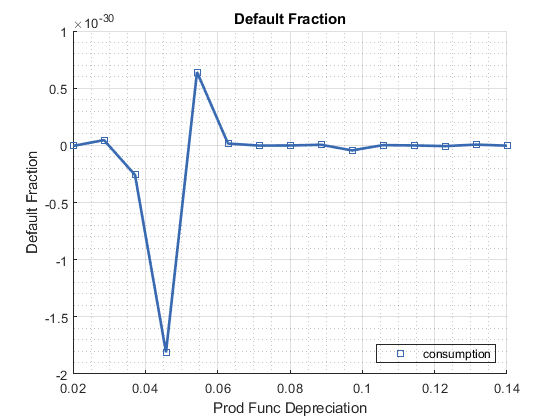 Default Fraction
×10-30
1
0.5
0
-0.5
-1
-1.5
-2
Default Fraction
0.02 0.04 0.06 0.08 0.1 0.12 0.14
Prod Func Depreciation
consumption